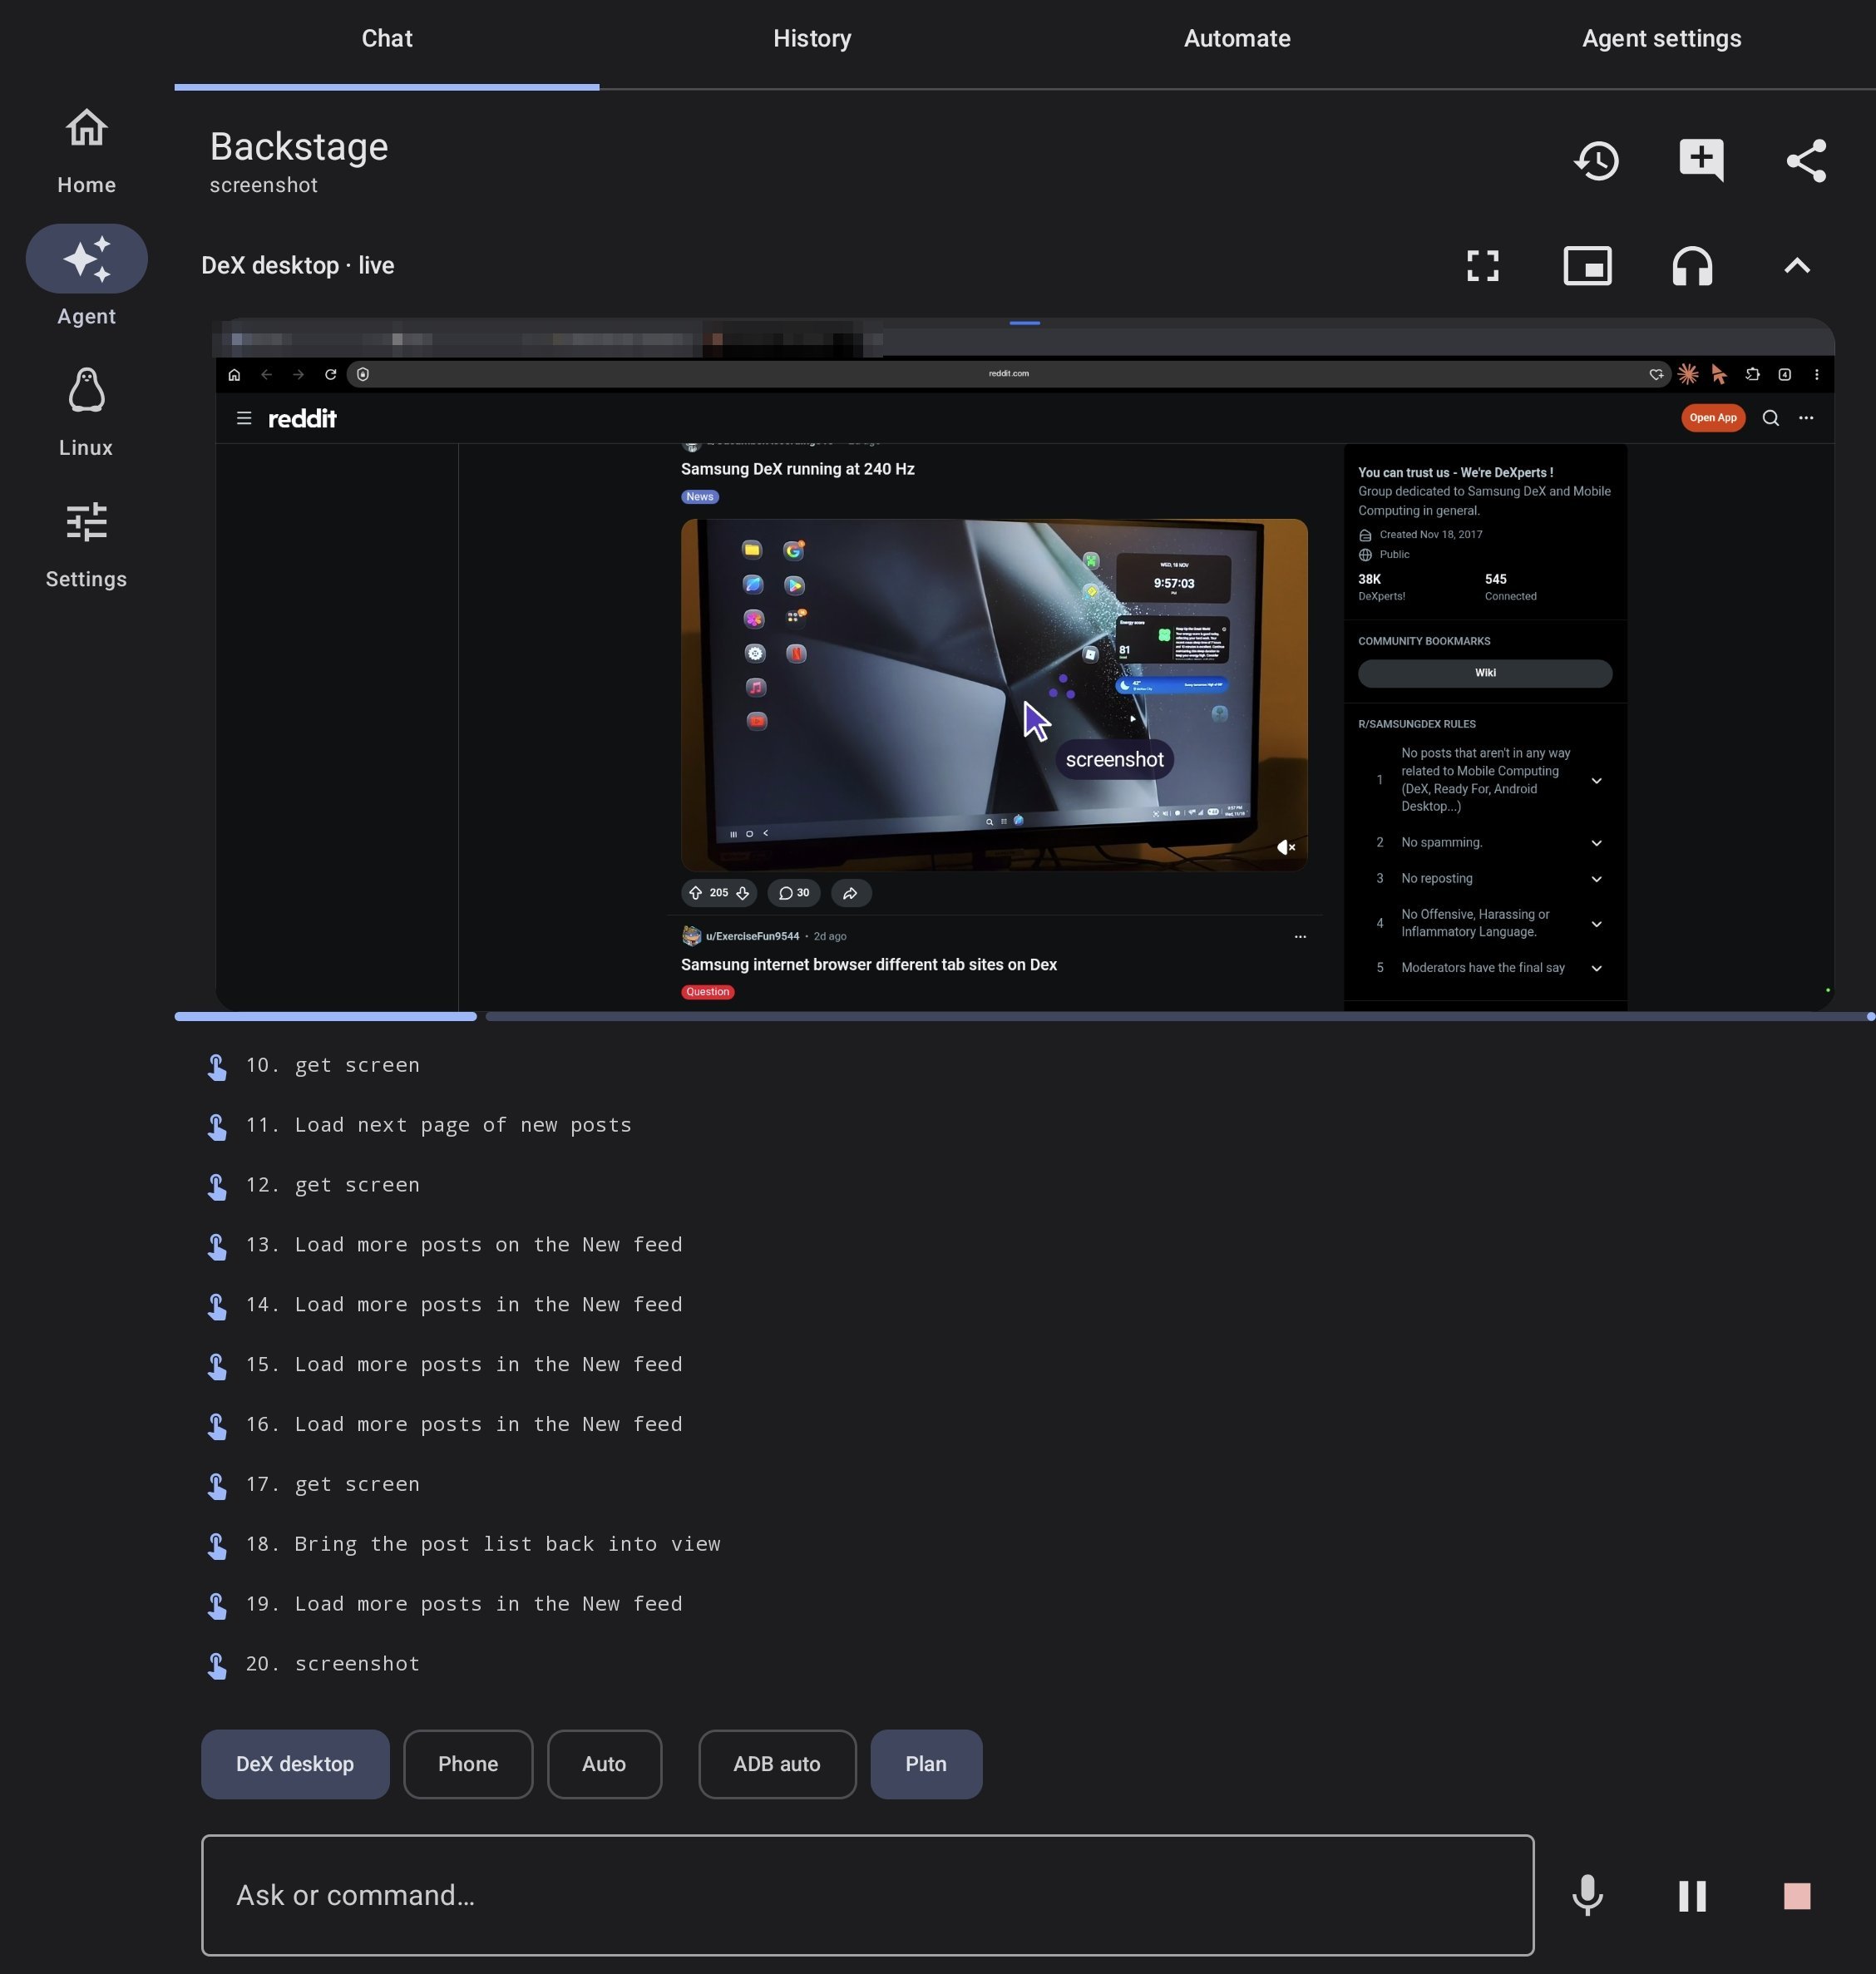 Chat
History
Automate
Agent settings
Home
Agent
Linux
Settings
Backstage
screenshot
DeX desktop · live
reddit.com
4
reddit
Open App
Samsung DeX running at 240 Hz
News
WED, 18 NOV
9:57:03
PM
Energy score
81
screenshot
205
30
u/ExerciseFun9544 • 2d ago
Samsung internet browser different tab sites on Dex
Question
You can trust us - We're DeXperts !
Group dedicated to Samsung DeX and Mobile
Computing in general.
Created Nov 18, 2017
Public
38K
DeXperts!
545
Connected
COMMUNITY BOOKMARKS
Wiki
R/SAMSUNGDEX RULES
1
No posts that aren't in any way
related to Mobile Computing
(DeX, Ready For, Android
Desktop...)
2 No spamming.
3 No reposting
4
No Offensive, Harassing or
Inflammatory Language.
5 Moderators have the final say
10. get screen
11. Load next page of new posts
12. get screen
13. Load more posts on the New feed
14. Load more posts in the New feed
15. Load more posts in the New feed
16. Load more posts in the New feed
17. get screen
18. Bring the post list back into view
19. Load more posts in the New feed
20. screenshot
DeX desktop
Phone
Auto
ADB auto
Plan
Ask or command…